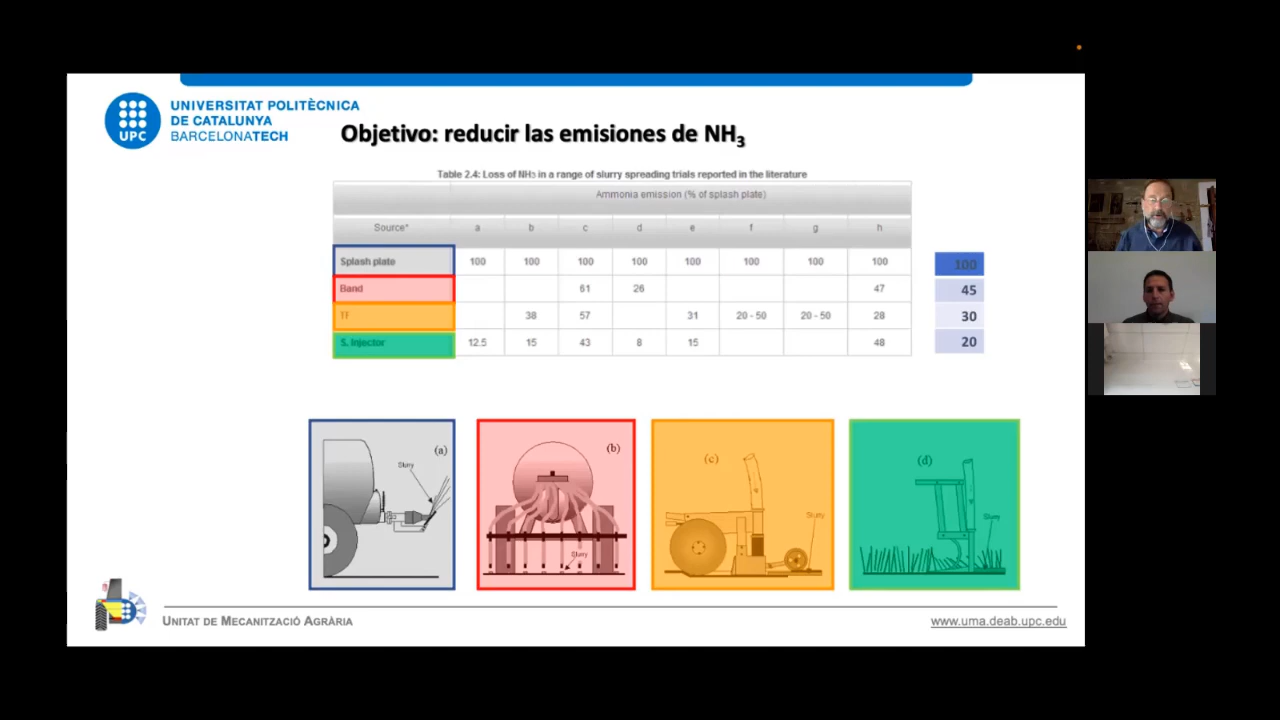 UNIVERSITAT POLITÈCNICA
DE CATALUNYA
BARCELONATECH
UPC
Objetivo: reducir las emisiones de NH3
Table 2.4: Loss of NH3 in a range of slurry spreading trials reported in the literature
Ammonia emission (% of splash plate)
Source* a b c d e f g h
Splash plate 100 100 100 100 100 100 100 100 100
Band 61 26 47 45
TF 38 57 31 20 - 50 20 - 50 28 30
S. Injector 12.5 15 43 8 15 48 20
(a)
Slurry
(b)
Slurry
(c)
Slurry
(d)
Slurry
UNITAT DE MECANITZACIÓ AGRÀRIA
www.uma.deab.upc.edu